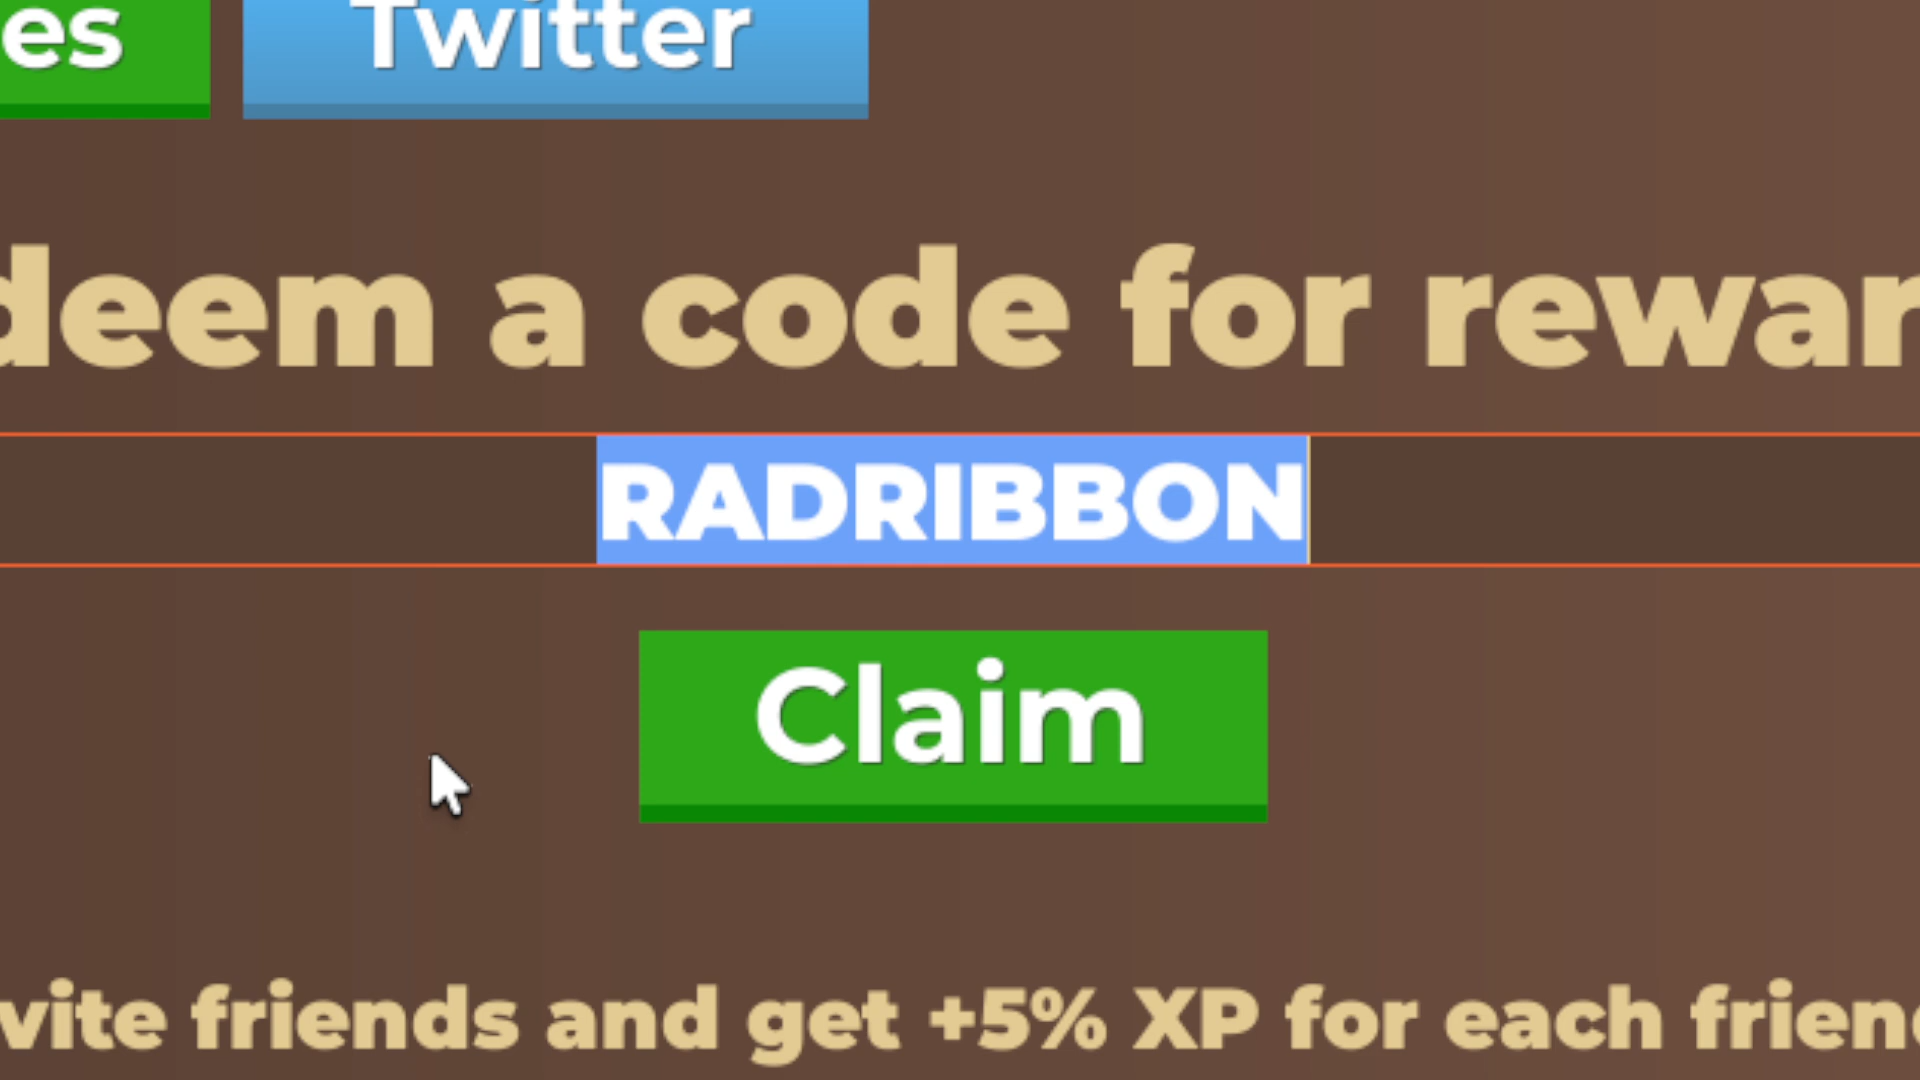 es Twitter
deem a code for rewar
RADRIBBON
Claim
vite friends and get +5% XP for each frien